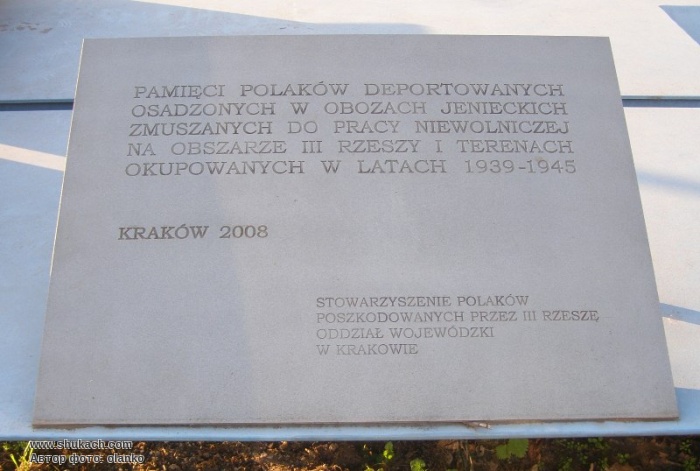 PAMIĘCI POLAKÓW DEPORTOWANYCH
OSADZONYCH W OBOZACH JENIECKICH
ZMUSZANYCH DO PRACY NIEWOLNICZEJ
NA OBSZARZE III RZESZY I TERENACH
OKUPOWANYCH W LATACH 1939-1945
KRAKÓW 2008
STOWARZYSZENIE POLAKÓW
POSZKODOWANYCH PRZEZ III RZESZĘ
ODDZIAŁ WOJEWÓDZKI
W KRAKOWIE
www.shukach.com
Автор фото: olanko